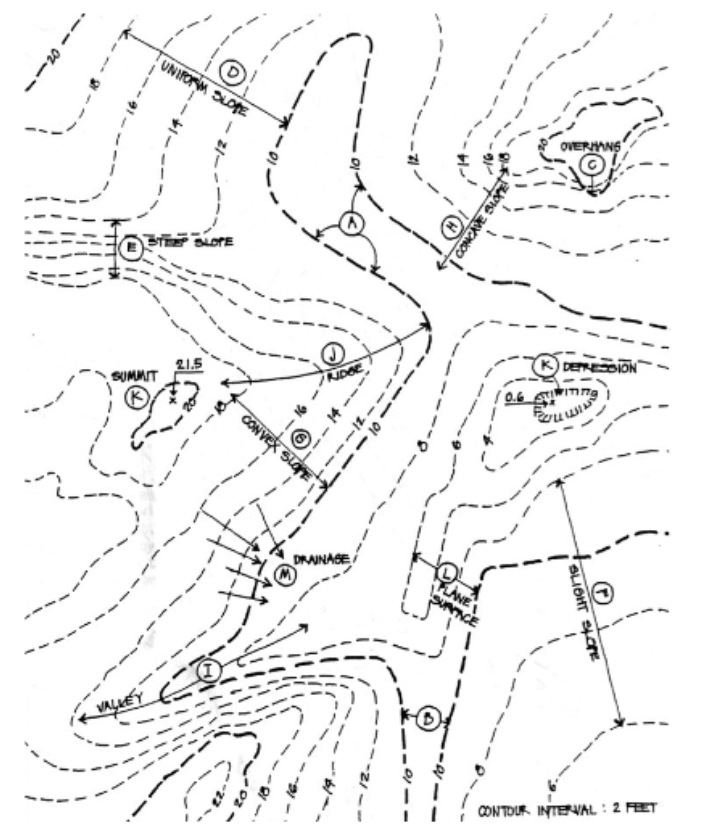 20
18
16
14
12
D
UNIFORM SLOPE
10
10
12
14
16
18
20
OVERHANG
C
A
H
CONCAVE SLOPE
E
STEEP SLOPE
J
RIDGE
SUMMIT
K
21.5
20
18
16
14
12
10
G
CONVEX SLOPE
K
DEPRESSION
0.6
8
6
4
DRAINAGE
M
L
PLANE
SURFACE
F
SLIGHT SLOPE
I
VALLEY
B
22
20
18
16
14
12
10
10
8
6
CONTOUR INTERVAL : 2 FEET